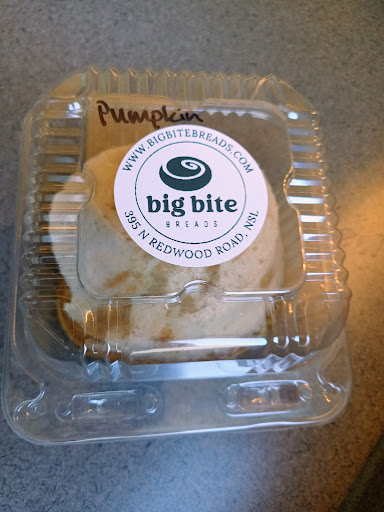 Pumpkin
WWW.BIGBITEBREADS.COM
big bite
BREADS
395 N REDWOOD ROAD, NSL